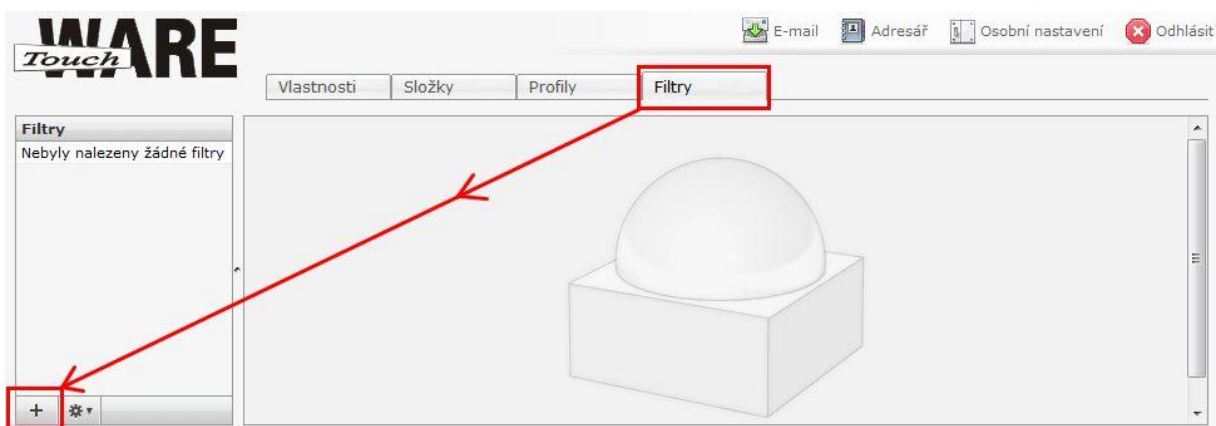 WARE
Touch
E-mail Adresář Osobní nastavení Odhlásit
Vlastnosti Složky Profily Filtry
Filtry
Nebyly nalezeny žádné filtry
+